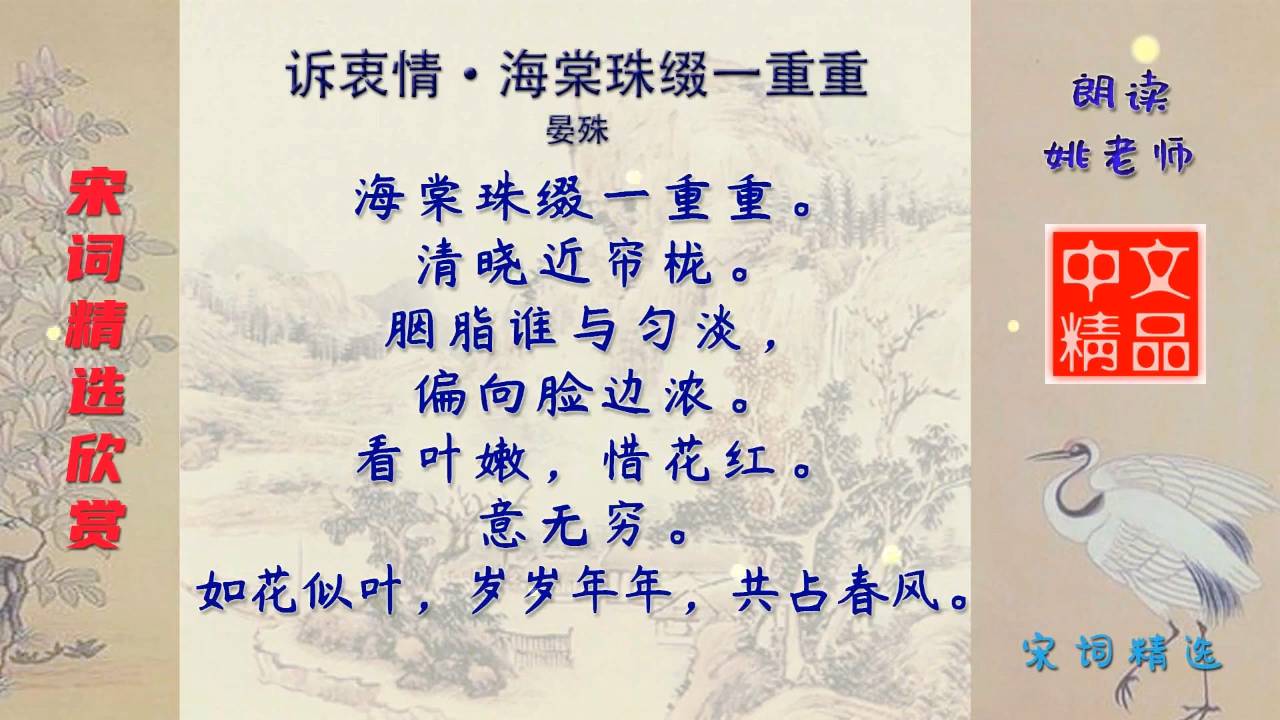 诉衷情·海棠珠缀一重重
晏殊
海棠珠缀一重重。
清晓近帘栊。
胭脂谁与匀淡，
偏向脸边浓。
看叶嫩，惜花红。
意无穷。
如花似叶，岁岁年年，共占春风。
宋词精选欣赏
朗读
姚老师
中文
精品
宋词精选